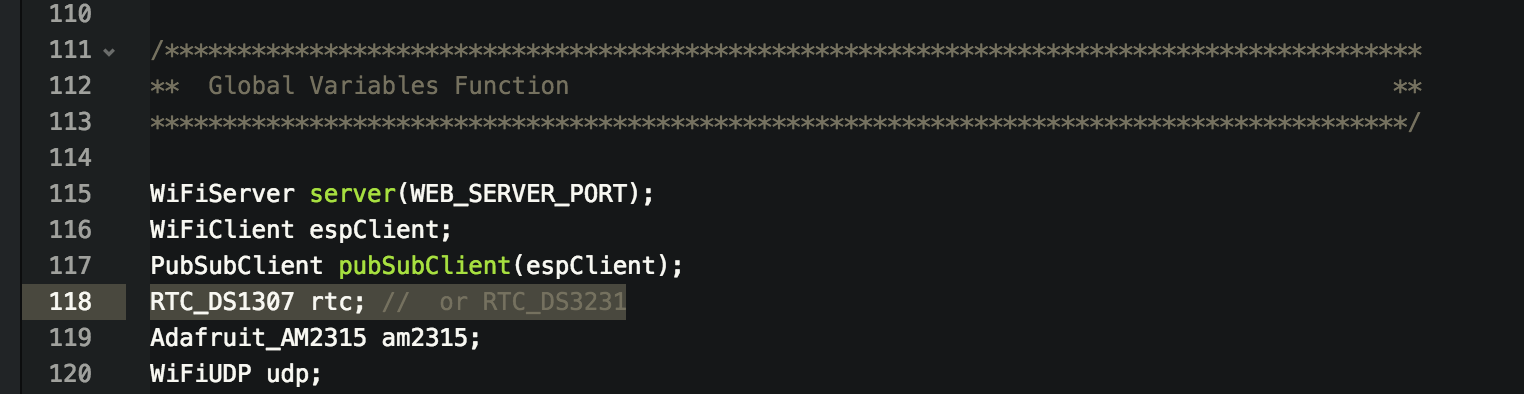 110
111 /***************************************************************************************
112 **  Global Variables Function                                                         **
113 ***************************************************************************************/
114
115 WiFiServer server(WEB_SERVER_PORT);
116 WiFiClient espClient;
117 PubSubClient pubSubClient(espClient);
118 RTC_DS1307 rtc; //  or RTC_DS3231
119 Adafruit_AM2315 am2315;
120 WiFiUDP udp;